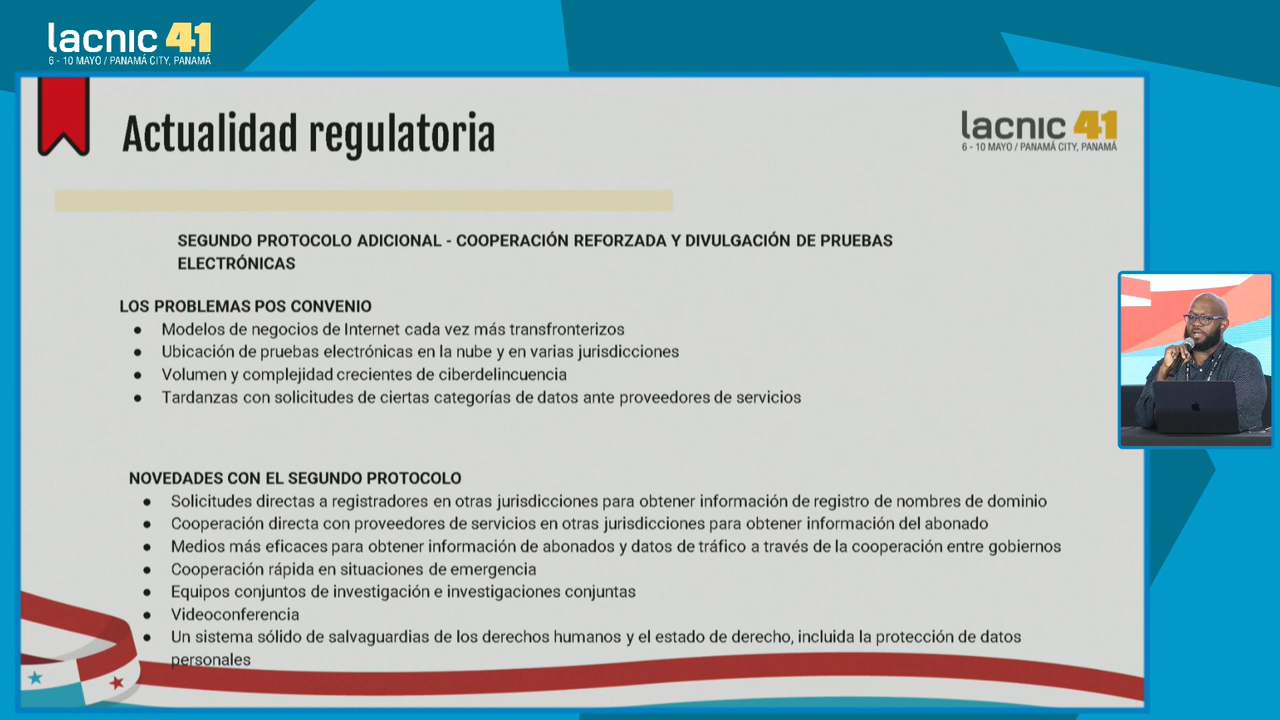 lacnic 41
6 - 10 MAYO / PANAMÁ CITY, PANAMÁ
Actualidad regulatoria
lacnic 41
6 - 10 MAYO / PANAMÁ CITY, PANAMÁ
SEGUNDO PROTOCOLO ADICIONAL - COOPERACIÓN REFORZADA Y DIVULGACIÓN DE PRUEBAS
ELECTRÓNICAS
LOS PROBLEMAS POS CONVENIO
● Modelos de negocios de Internet cada vez más transfronterizos
● Ubicación de pruebas electrónicas en la nube y en varias jurisdicciones
● Volumen y complejidad crecientes de ciberdelincuencia
● Tardanzas con solicitudes de ciertas categorías de datos ante proveedores de servicios
NOVEDADES CON EL SEGUNDO PROTOCOLO
● Solicitudes directas a registradores en otras jurisdicciones para obtener información de registro de nombres de dominio
● Cooperación directa con proveedores de servicios en otras jurisdicciones para obtener información del abonado
● Medios más eficaces para obtener información de abonados y datos de tráfico a través de la cooperación entre gobiernos
● Cooperación rápida en situaciones de emergencia
● Equipos conjuntos de investigación e investigaciones conjuntas
● Videoconferencia
● Un sistema sólido de salvaguardias de los derechos humanos y el estado de derecho, incluida la protección de datos
personales